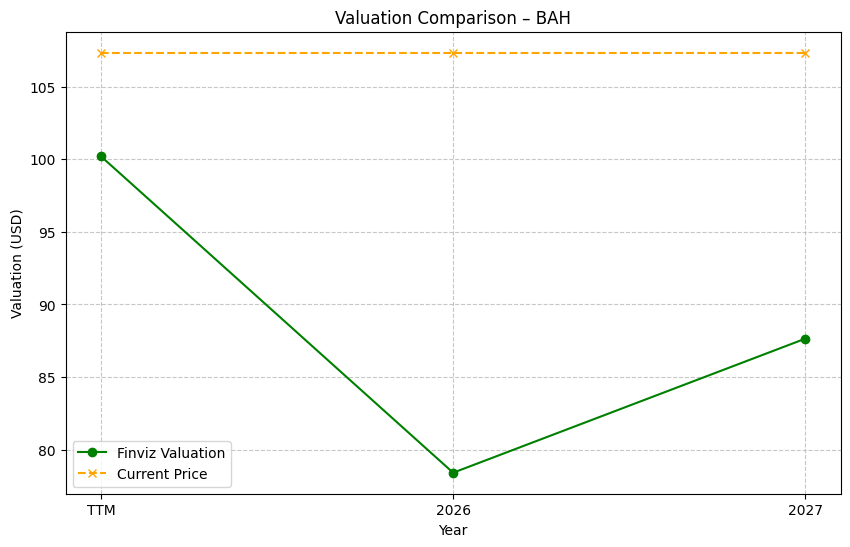 Valuation Comparison – BAH
Valuation (USD)
105
100
95
90
85
80
Finviz Valuation
Current Price
TTM
2026
2027
Year